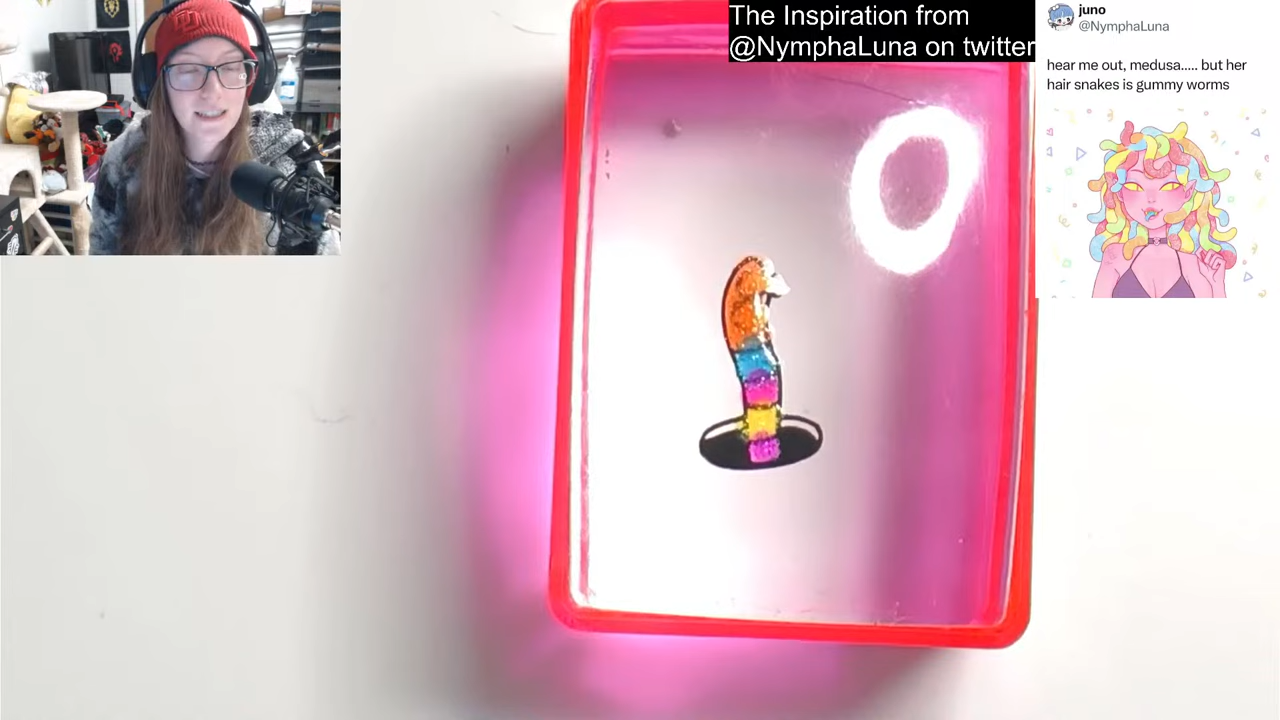 The Inspiration from
@NymphaLuna on twitter
juno
@NymphaLuna
hear me out, medusa..... but her
hair snakes is gummy worms